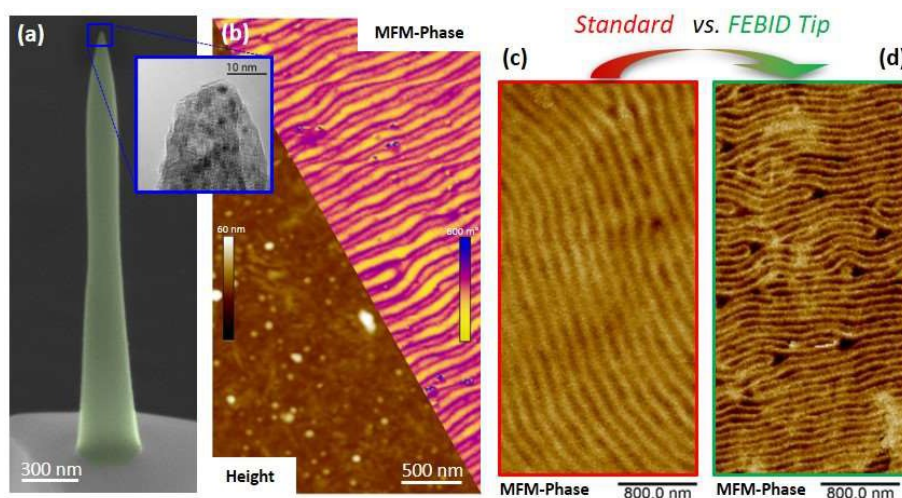 Standard vs. FEBID Tip
(a)
(b)
MFM-Phase
(c)
(d)
10 nm
60 nm
600 m°
300 nm
Height
500 nm
MFM-Phase
800.0 nm
MFM-Phase
800.0 nm